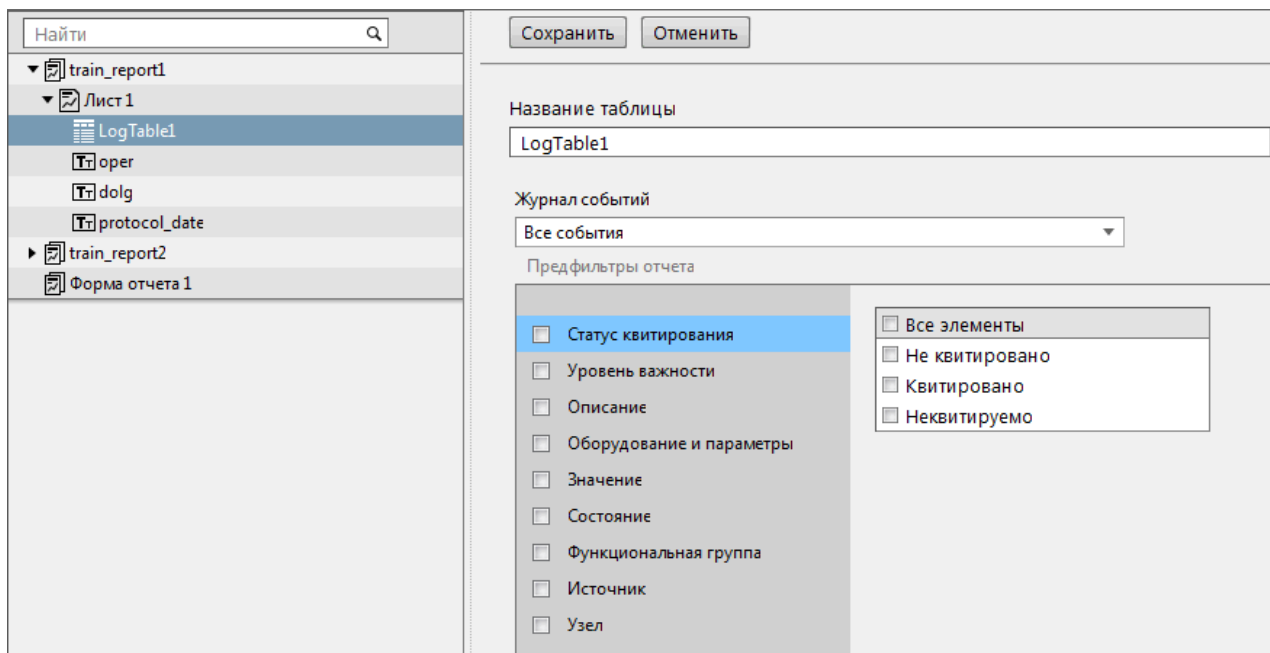 Найти
train_report1
Лист 1
LogTable1
oper
dolg
protocol_date
train_report2
Форма отчета 1
Сохранить Отменить
Название таблицы
LogTable1
Журнал событий
Все события
Предфильтры отчета
Статус квитирования
Уровень важности
Описание
Оборудование и параметры
Значение
Состояние
Функциональная группа
Источник
Узел
Все элементы
Не квитировано
Квитировано
Неквитируемо